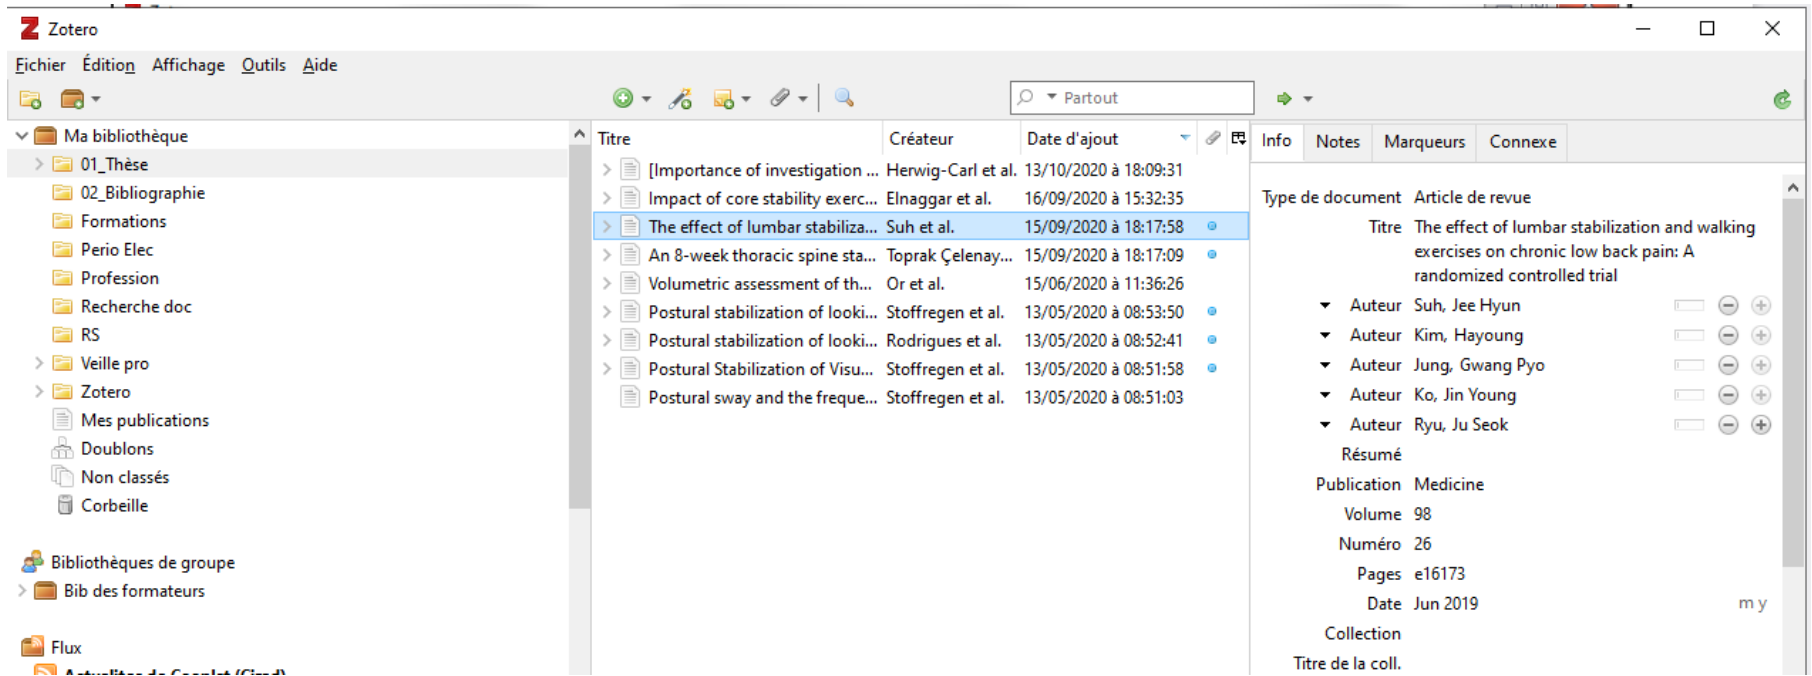 Zotero
Fichier Édition Affichage Outils Aide
Partout
Ma bibliothèque
01_Thèse
02_Bibliographie
Formations
Perio Elec
Profession
Recherche doc
RS
Veille pro
Zotero
Mes publications
Doublons
Non classés
Corbeille
Bibliothèques de groupe
Bib des formateurs
Flux
Titre Créateur Date d'ajout
[Importance of investigation ... Herwig-Carl et al. 13/10/2020 à 18:09:31
Impact of core stability exerc... Elnaggar et al. 16/09/2020 à 15:32:35
The effect of lumbar stabiliza... Suh et al. 15/09/2020 à 18:17:58
An 8-week thoracic spine sta... Toprak Çelenay... 15/09/2020 à 18:17:09
Volumetric assessment of th... Or et al. 15/06/2020 à 11:36:26
Postural stabilization of looki... Stoffregen et al. 13/05/2020 à 08:53:50
Postural stabilization of looki... Rodrigues et al. 13/05/2020 à 08:52:41
Postural Stabilization of Visu... Stoffregen et al. 13/05/2020 à 08:51:58
Postural sway and the freque... Stoffregen et al. 13/05/2020 à 08:51:03
Info Notes Marqueurs Connexe
Type de document Article de revue
Titre The effect of lumbar stabilization and walking
exercises on chronic low back pain: A
randomized controlled trial
Auteur Suh, Jee Hyun
Auteur Kim, Hayoung
Auteur Jung, Gwang Pyo
Auteur Ko, Jin Young
Auteur Ryu, Ju Seok
Résumé
Publication Medicine
Volume 98
Numéro 26
Pages e16173
Date Jun 2019 m y
Collection
Titre de la coll.